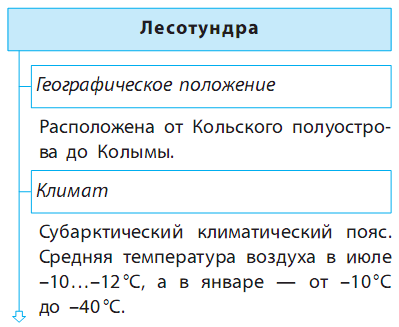 Лесотундра
Географическое положение
Расположена от Кольского полуостро-
ва до Колымы.
Климат
Субарктический климатический пояс.
Средняя температура воздуха в июле
–10…–12 °C, а в январе — от –10 °C
до –40 °C.